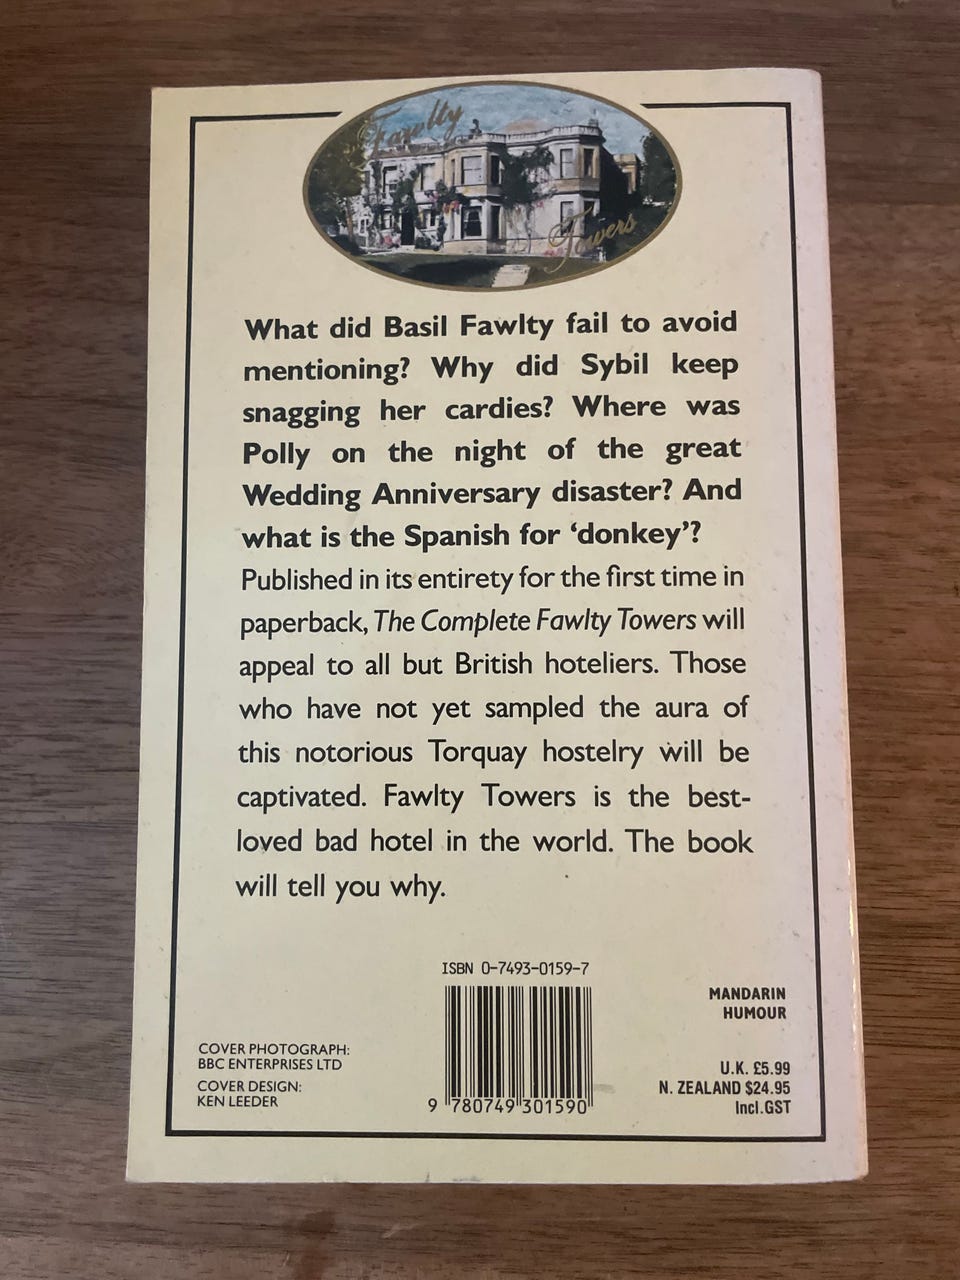 Fawlty
Towers
What did Basil Fawlty fail to avoid
mentioning? Why did Sybil keep
snagging her cardies? Where was
Polly on the night of the great
Wedding Anniversary disaster? And
what is the Spanish for ‘donkey’?
Published in its entirety for the first time in
paperback, The Complete Fawlty Towers will
appeal to all but British hoteliers. Those
who have not yet sampled the aura of
this notorious Torquay hostelry will be
captivated. Fawlty Towers is the best-
loved bad hotel in the world. The book
will tell you why.
ISBN 0-7493-0159-7
9 780749 301590
MANDARIN
HUMOUR
COVER PHOTOGRAPH:
BBC ENTERPRISES LTD
COVER DESIGN:
KEN LEEDER
U.K. £5.99
N. ZEALAND $24.95
Incl.GST